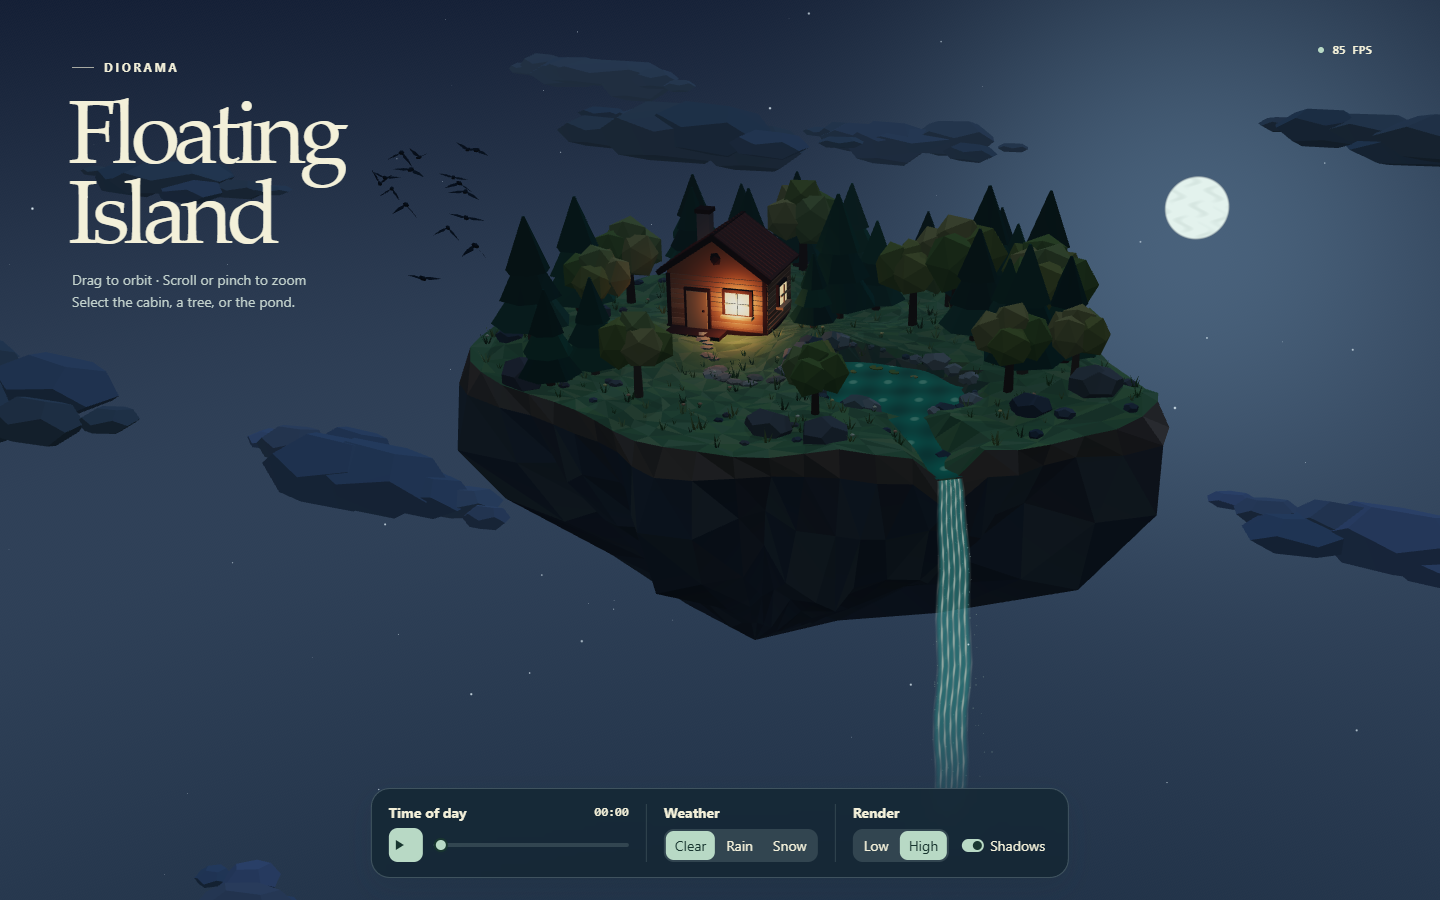 DIORAMA
85 FPS
Floating
Island
Drag to orbit · Scroll or pinch to zoom
Select the cabin, a tree, or the pond.
Time of day
00:00
Weather
Clear
Rain
Snow
Render
Low
High
Shadows